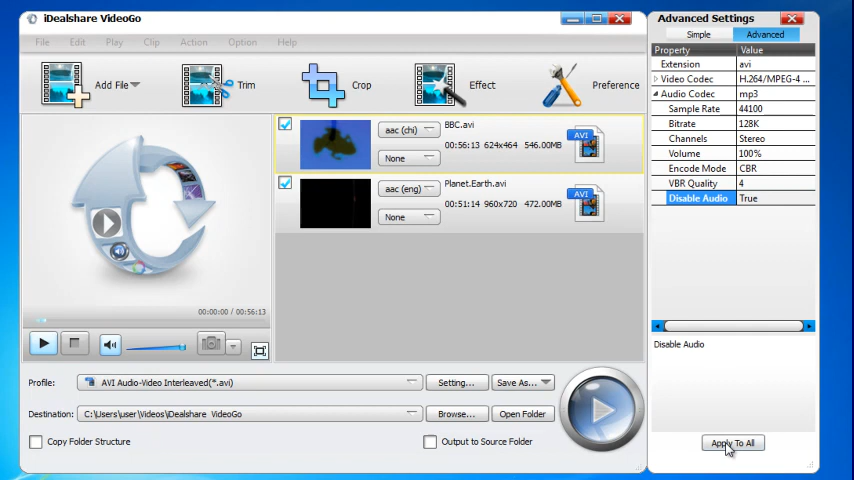 iDealshare VideoGo
File Edit Play Clip Action Option Help
Add File Trim Crop Effect Preference
aac (chi) BBC.avi
00:56:13 624x464 546.00MB
AVI
None
aac (eng) Planet.Earth.avi
00:51:14 960x720 472.00MB
AVI
None
00:00:00 / 00:56:13
Profile: AVI Audio-Video Interleaved(*.avi) Setting... Save As...
Destination: C:\Users\user\Videos\iDealshare VideoGo Browse... Open Folder
Copy Folder Structure Output to Source Folder
Advanced Settings
Simple Advanced
Property Value
Extension avi
Video Codec H.264/MPEG-4 ...
Audio Codec mp3
Sample Rate 44100
Bitrate 128K
Channels Stereo
Volume 100%
Encode Mode CBR
VBR Quality 4
Disable Audio True
Disable Audio
Apply To All